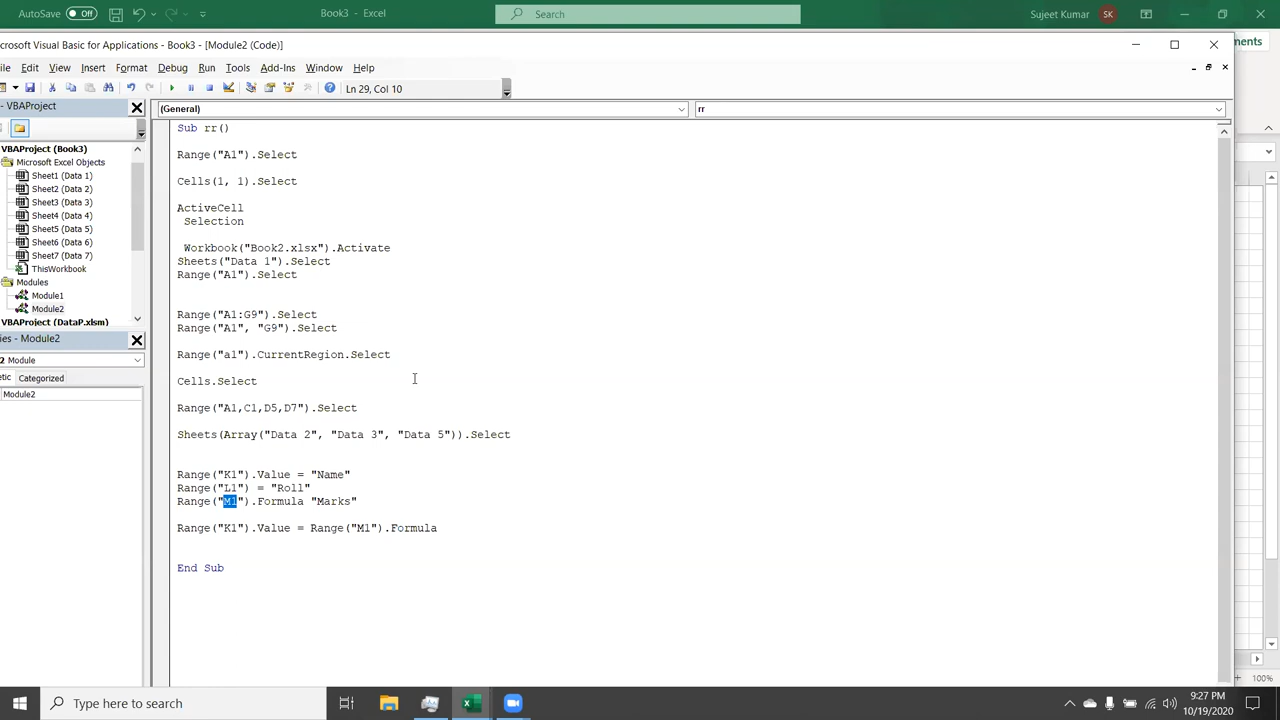 AutoSave Off Book3 - Excel Search Sujeet Kumar SK
crosoft Visual Basic for Applications - Book3 - [Module2 (Code)] ments
ile Edit View Insert Format Debug Run Tools Add-Ins Window Help
Ln 29, Col 10
- VBAProject
(General) rr
VBAProject (Book3)
Microsoft Excel Objects
Sheet1 (Data 1)
Sheet2 (Data 2)
Sheet3 (Data 3)
Sheet4 (Data 4)
Sheet5 (Data 5)
Sheet6 (Data 6)
Sheet7 (Data 7)
ThisWorkbook
Modules
Module1
Module2
VBAProject (DataP.xlsm)
ies - Module2
2 Module
etic Categorized
Module2
Sub rr()
Range("A1").Select
Cells(1, 1).Select
ActiveCell
Selection
Workbook("Book2.xlsx").Activate
Sheets("Data 1").Select
Range("A1").Select
Range("A1:G9").Select
Range("A1", "G9").Select
Range("a1").CurrentRegion.Select
Cells.Select
Range("A1,C1,D5,D7").Select
Sheets(Array("Data 2", "Data 3", "Data 5")).Select
Range("K1").Value = "Name"
Range("L1") = "Roll"
Range("M1").Formula "Marks"
Range("K1").Value = Range("M1").Formula
End Sub
100%
Type here to search
9:27 PM
10/19/2020